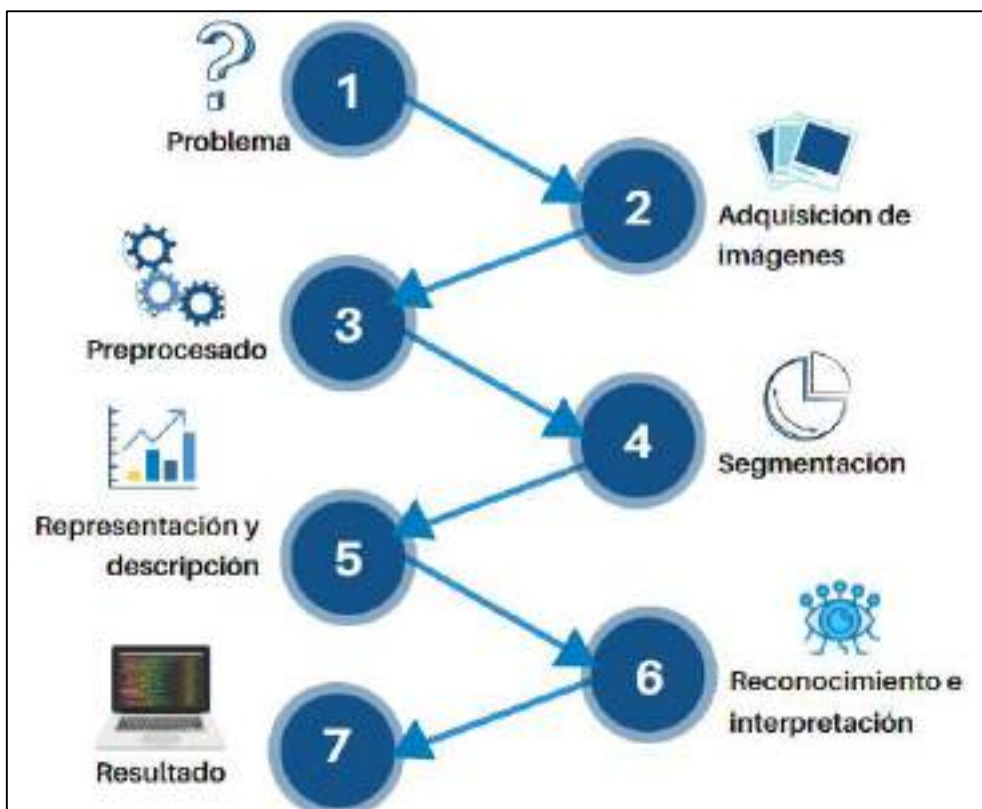 1
Problema
2
Adquisición de
imágenes
3
Preprocesado
4
Segmentación
5
Representación y
descripción
6
Reconocimiento e
interpretación
7
Resultado